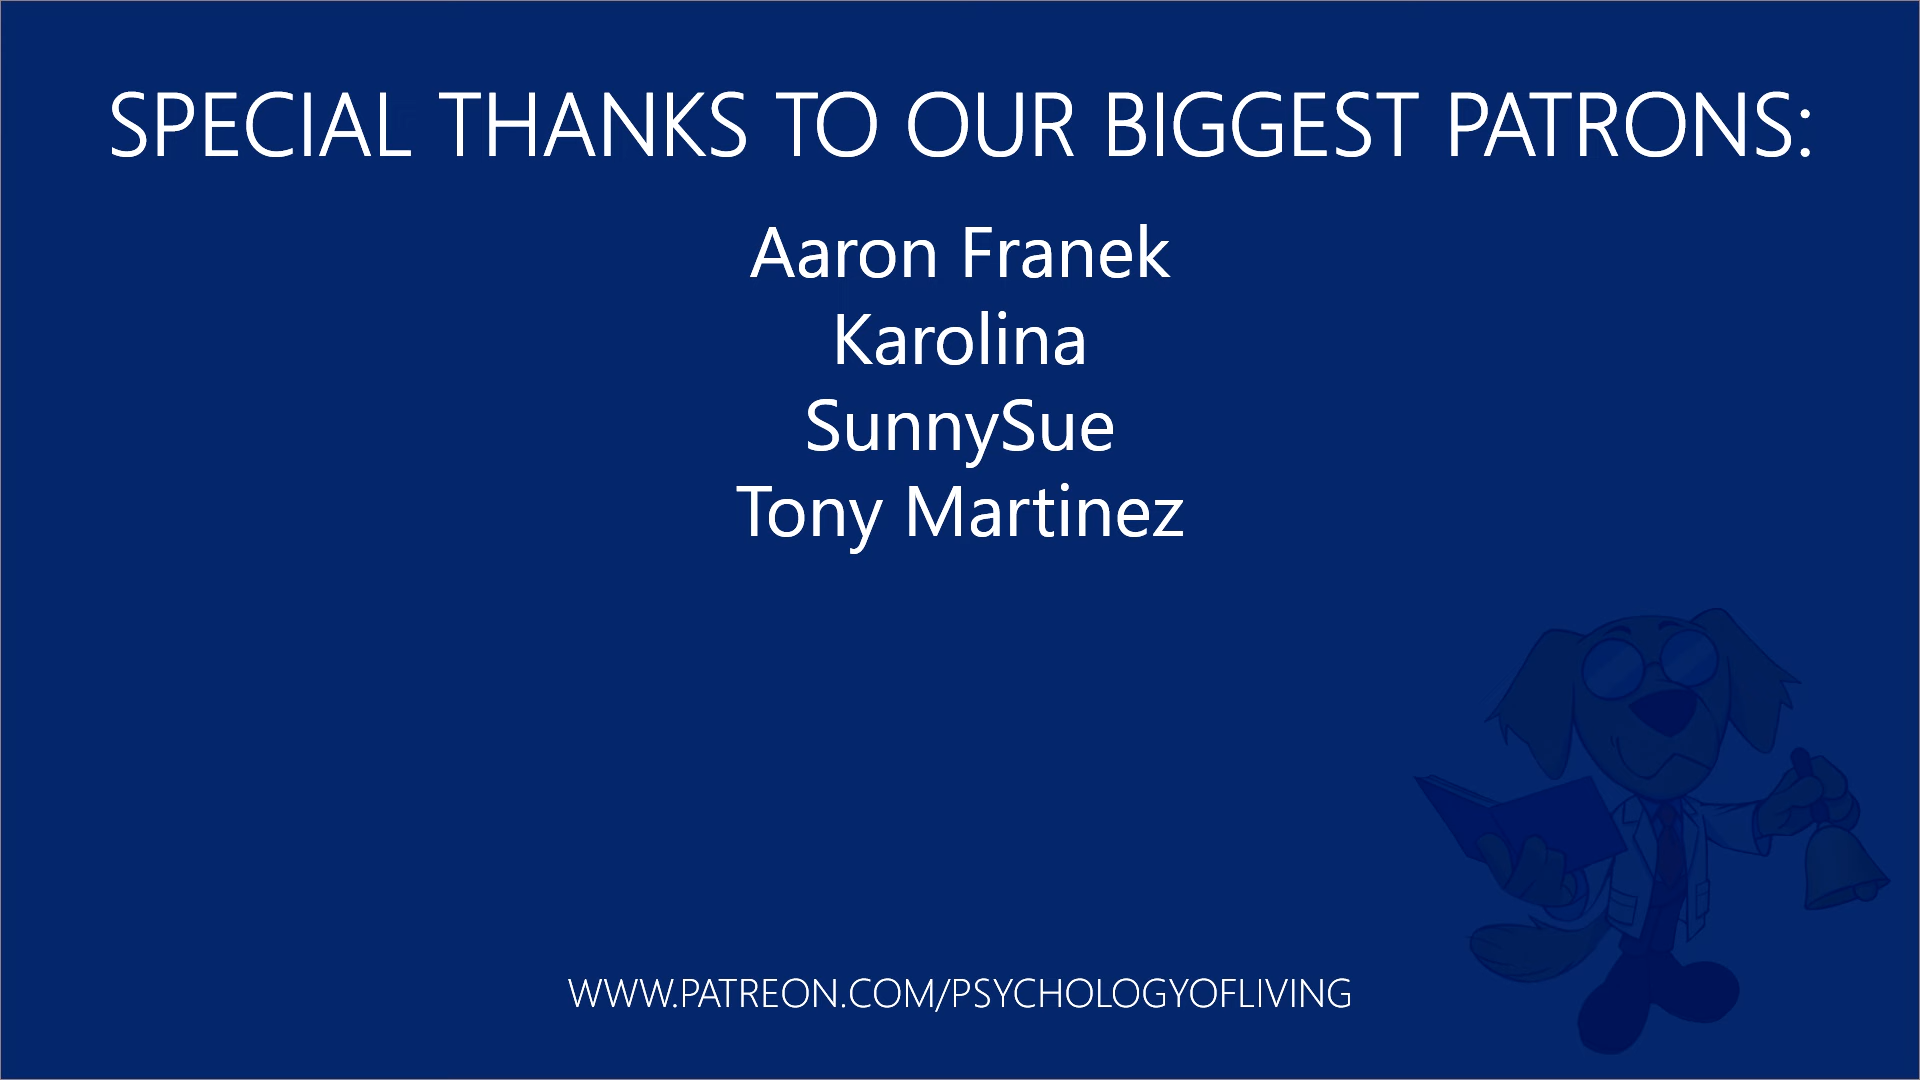 SPECIAL THANKS TO OUR BIGGEST PATRONS:
Aaron Franek
Karolina
SunnySue
Tony Martinez
WWW.PATREON.COM/PSYCHOLOGYOFLIVING